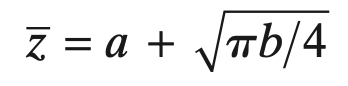 z̅ = a + √πb/4